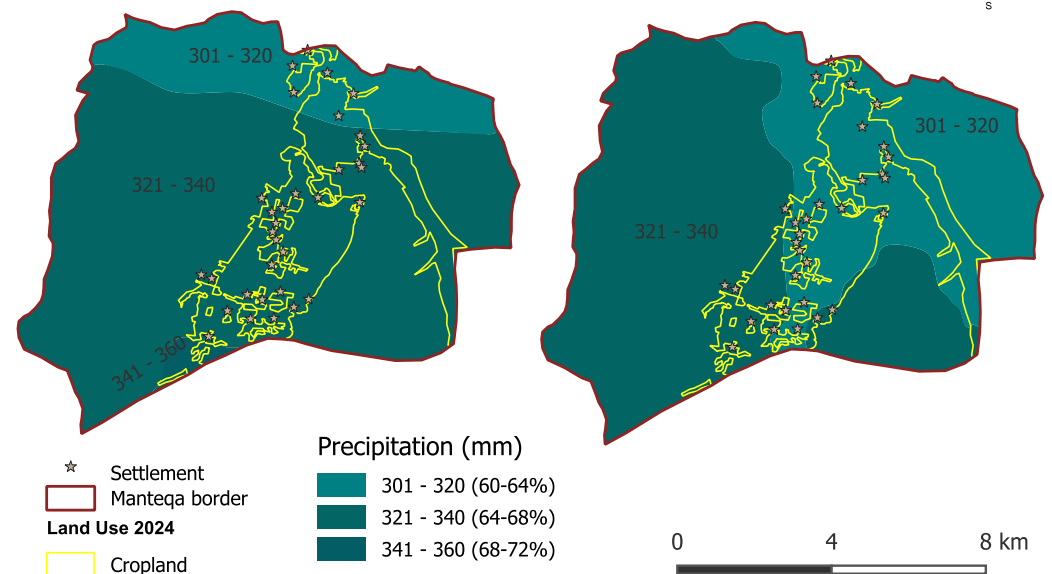 s
301 - 320
321 - 340
341 - 360
301 - 320
321 - 340
Precipitation (mm)
301 - 320 (60-64%)
321 - 340 (64-68%)
341 - 360 (68-72%)
Settlement
Manteqa border
Land Use 2024
Cropland
0 4 8 km